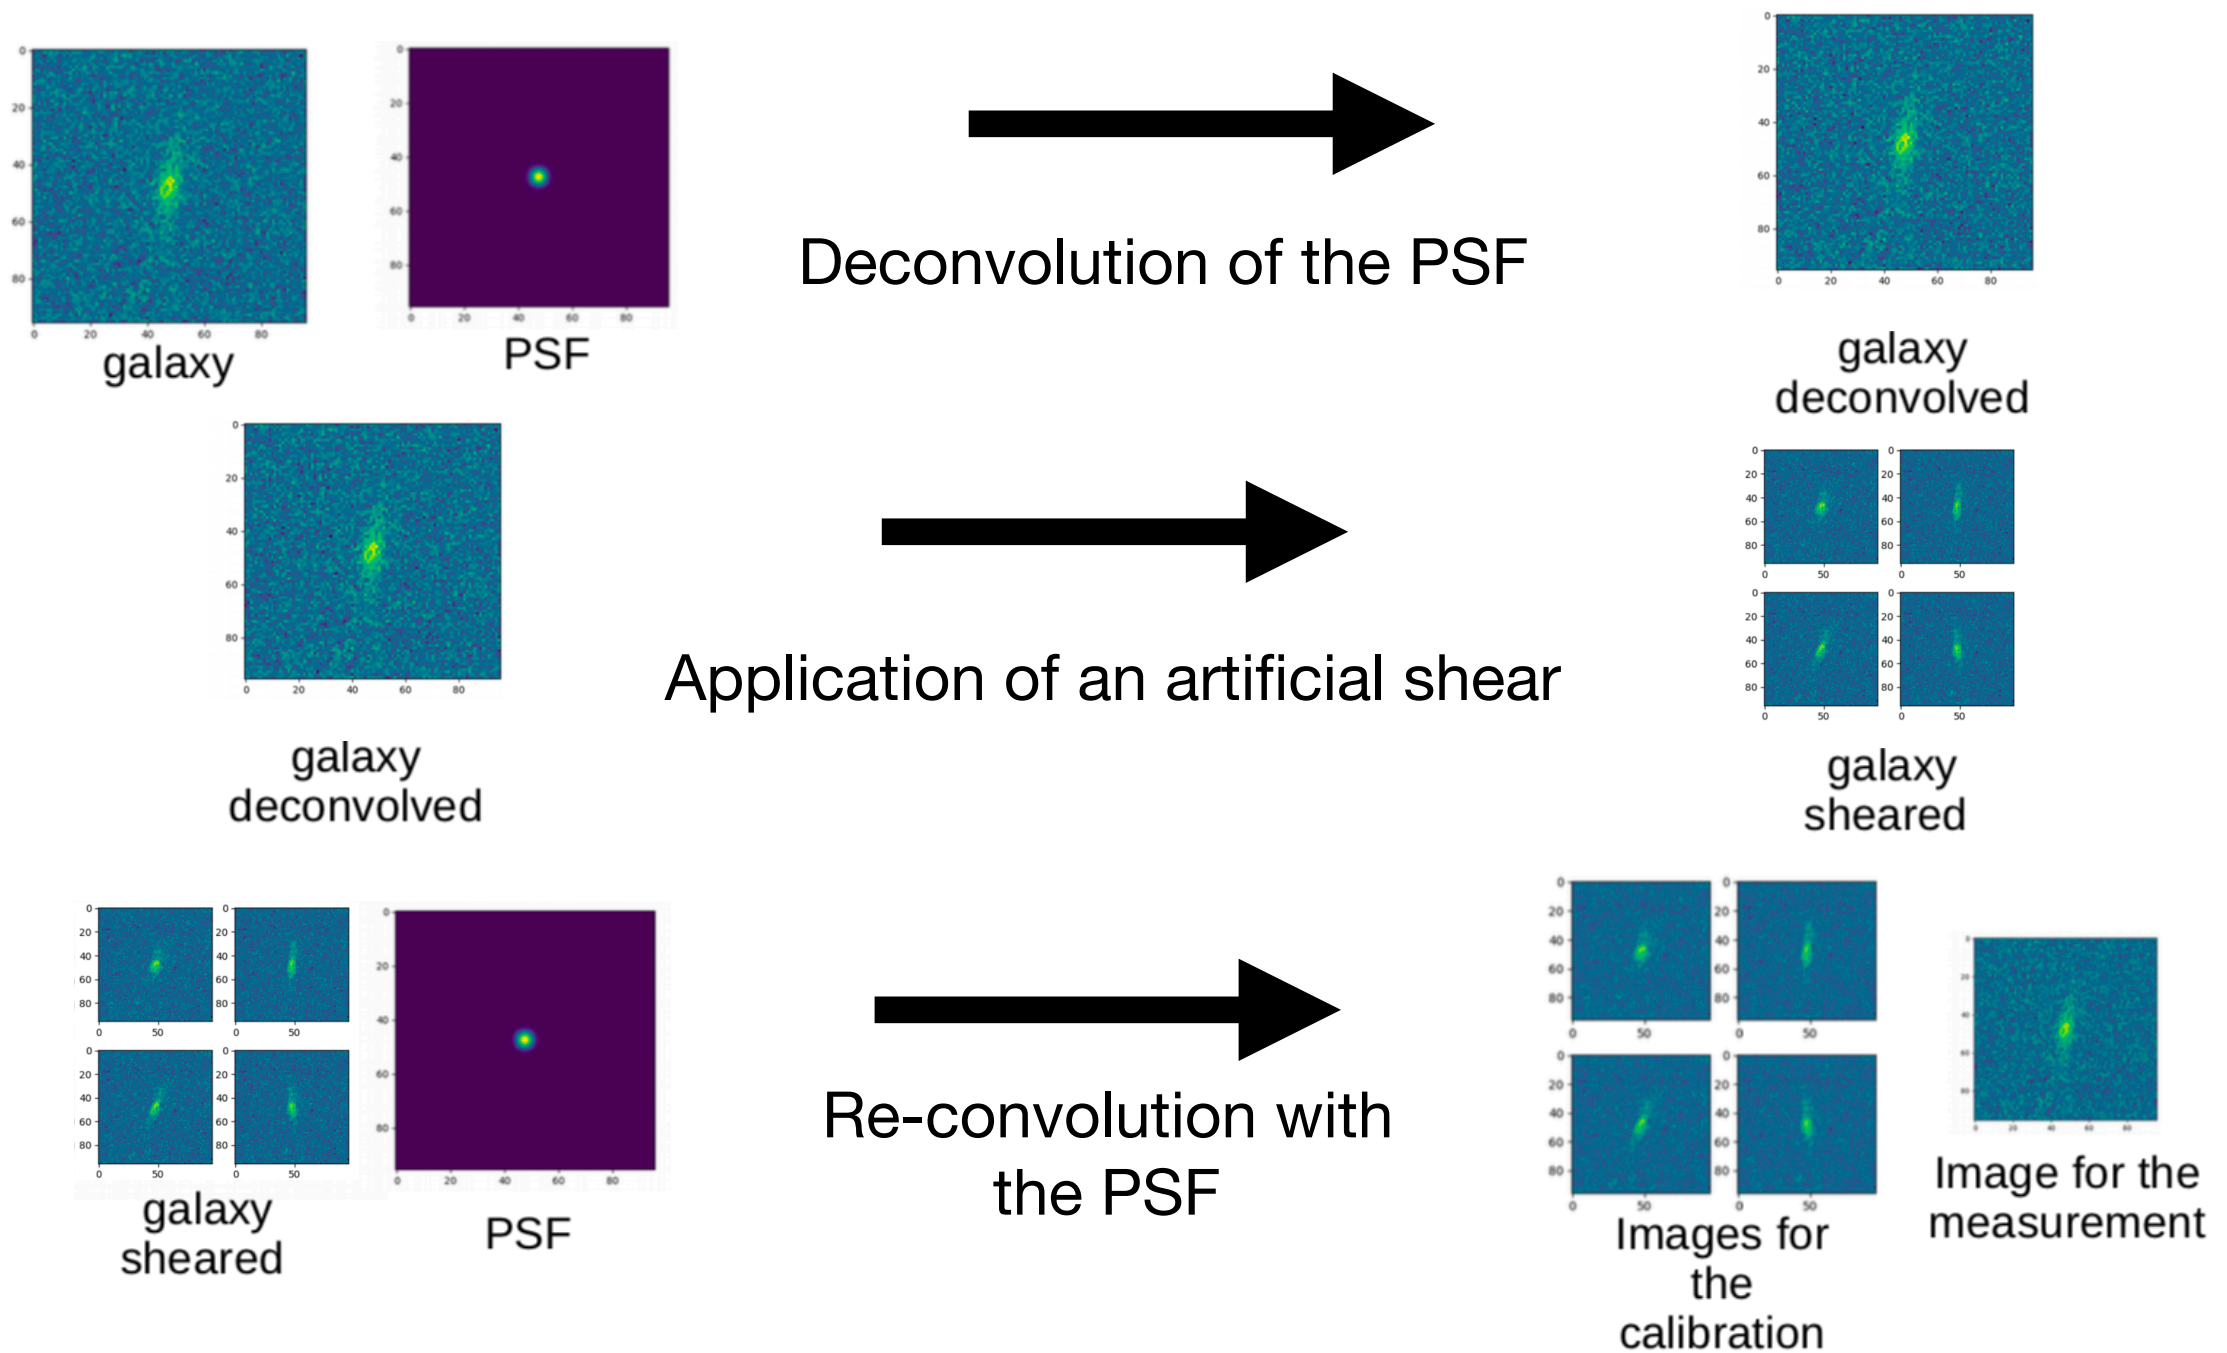 galaxy
PSF
Deconvolution of the PSF
galaxy
deconvolved
galaxy
deconvolved
Application of an artificial shear
galaxy
sheared
galaxy
sheared
PSF
Re-convolution with
the PSF
Images for
the
calibration
Image for the
measurement